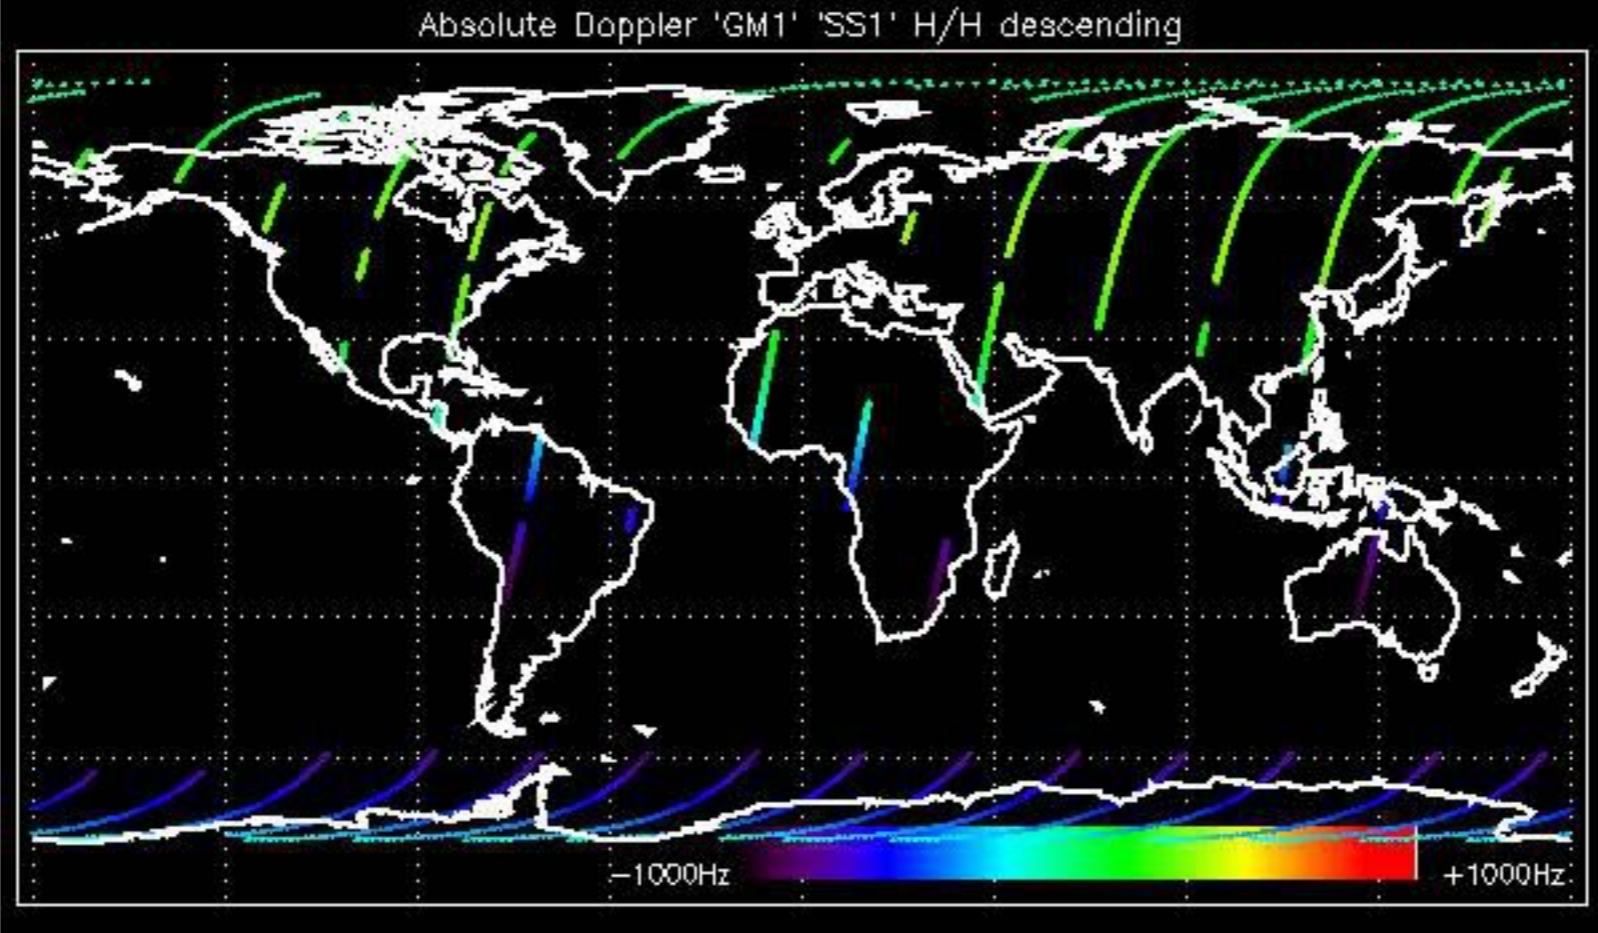 Absolute Doppler 'GM1' 'SS1' H/H descending
−1000Hz
+1000Hz